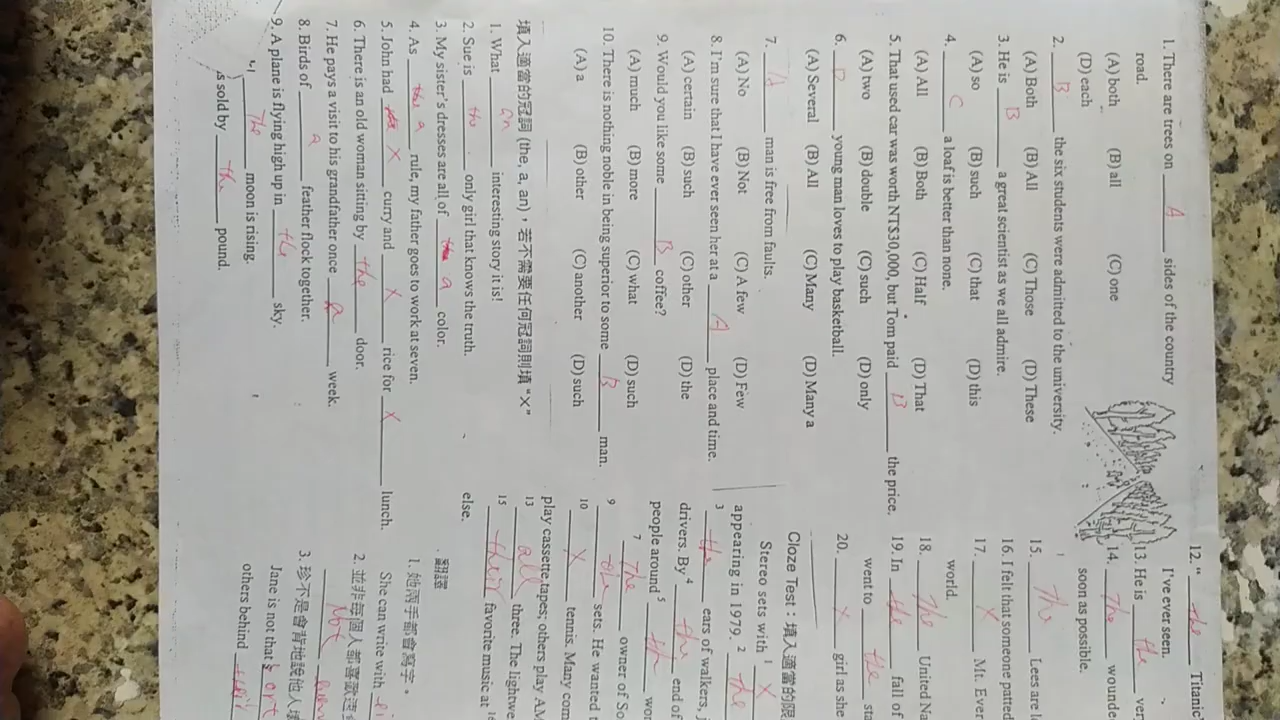 1. There are trees on A sides of the country
road.
(A) both (B) all (C) one
(D) each
2. B the six students were admitted to the university.
(A) Both (B) All (C) Those (D) These
3. He is B a great scientist as we all admire.
(A) so (B) such (C) that (D) this
4. C a loaf is better than none.
(A) All (B) Both (C) Half (D) That
5. That used car was worth NT$30,000, but Tom paid B the price.
(A) two (B) double (C) such (D) only
6. D young man loves to play basketball.
(A) Several (B) All (C) Many (D) Many a
7. A man is free from faults.
(A) No (B) Not (C) A few (D) Few
8. I'm sure that I have ever seen her at a A place and time.
(A) certain (B) such (C) other (D) the
9. Would you like some B coffee?
(A) much (B) more (C) what (D) such
10. There is nothing noble in being superior to some B man.
(A) a (B) other (C) another (D) such
填入適當的冠詞 (the, a, an),若不需要任何冠詞則填 "X"
1. What an interesting story it is!
2. Sue is the only girl that knows the truth.
3. My sister's dresses are all of a color.
4. As a rule, my father goes to work at seven.
5. John had X curry and X rice for X lunch.
6. There is an old woman sitting by the door.
7. He pays a visit to his grandfather once a week.
8. Birds of a feather flock together.
9. A plane is flying high up in the sky.
The moon is rising.
s sold by the pound.
12. " the Titanic
I've ever seen.
13. He is the ver
14. The wounde
soon as possible.
15. The Lees are
16. I felt that someone patted
17. X Mt. Ever
world.
18. The United Na
19. In the fall of
went to the sta
20. X girl as she
Cloze Test:填入適當的限
Stereo sets with 1 X
appearing in 1979. 2 the
3 the ears of walkers, j
drivers. By 4 the end of
people around 5 th wor
7 The owner of So
9 sets. He wanted t
10 X tennis. Many com
play cassette tapes; others play AM
13 all three. The lightwe
15 their favorite music at
else.
翻譯
1. 她兩手都會寫字。
She can write with
2. 並非每個人都喜歡
Not
3. 珍不是會背地說他人壞
Jane is not that
others behind